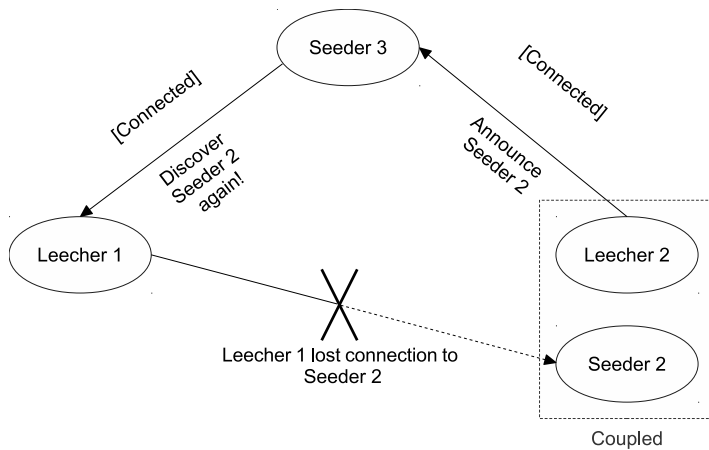 Seeder 3
[Connected]
[Connected]
Discover
Seeder 2
again!
Announce
Seeder 2
Leecher 1
Leecher 2
Leecher 1 lost connection to
Seeder 2
Seeder 2
Coupled